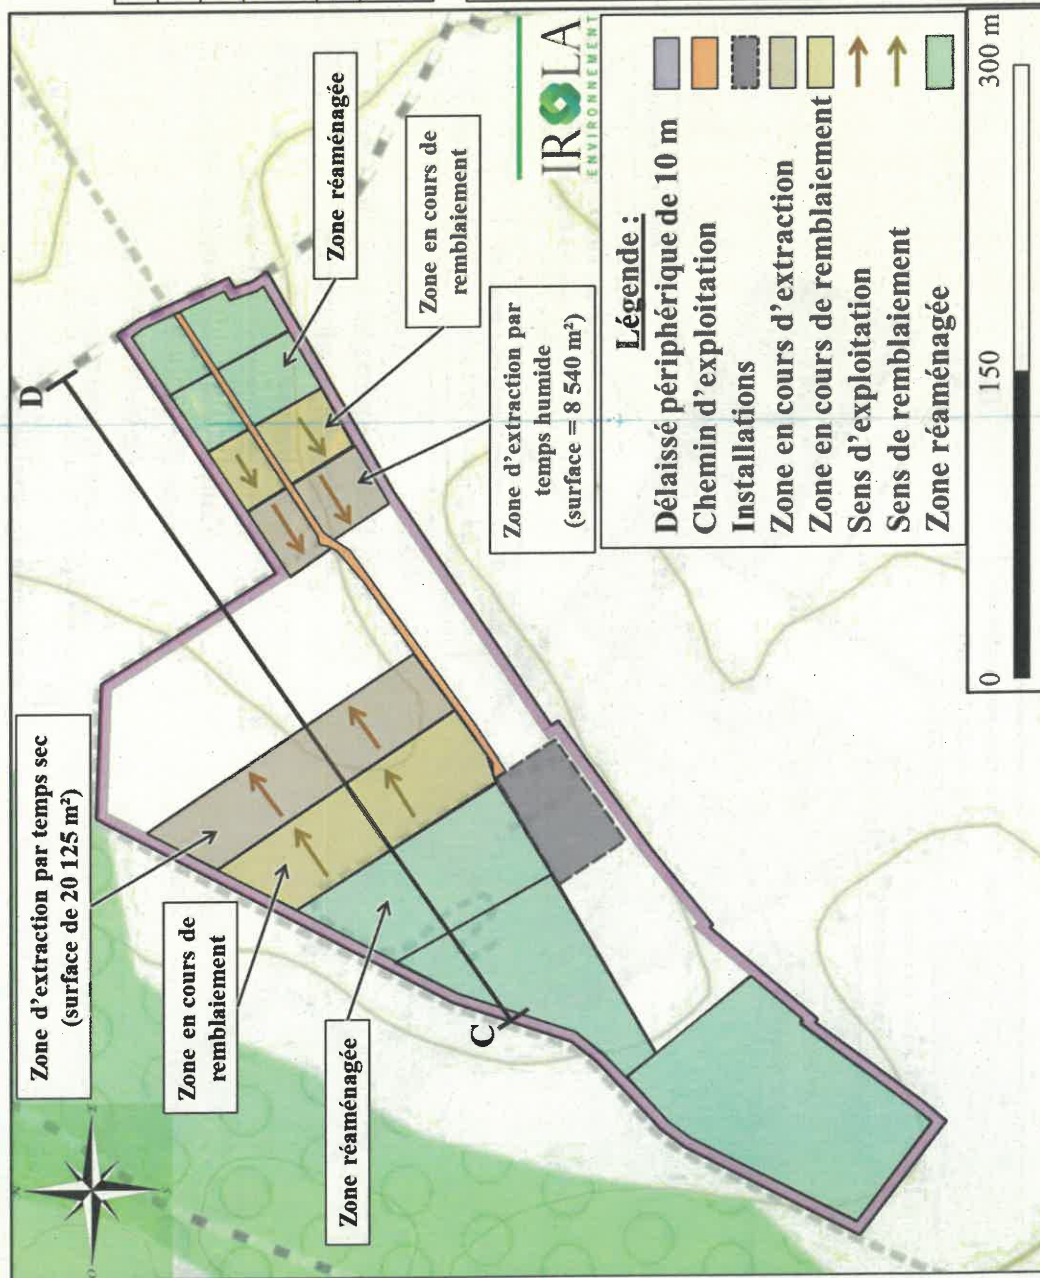 Zone d'extraction par temps sec
(surface de 20 125 m²)
Zone en cours de
remblaiement
Zone réaménagée
C
D
Zone réaménagée
Zone en cours de
remblaiement
Zone d'extraction par
temps humide
(surface = 8 540 m²)
IROLA
ENVIRONNEMENT
Légende :
Délaissé périphérique de 10 m
Chemin d'exploitation
Installations
Zone en cours d'extraction
Zone en cours de remblaiement
Sens d'exploitation
Sens de remblaiement
Zone réaménagée
0
150
300 m